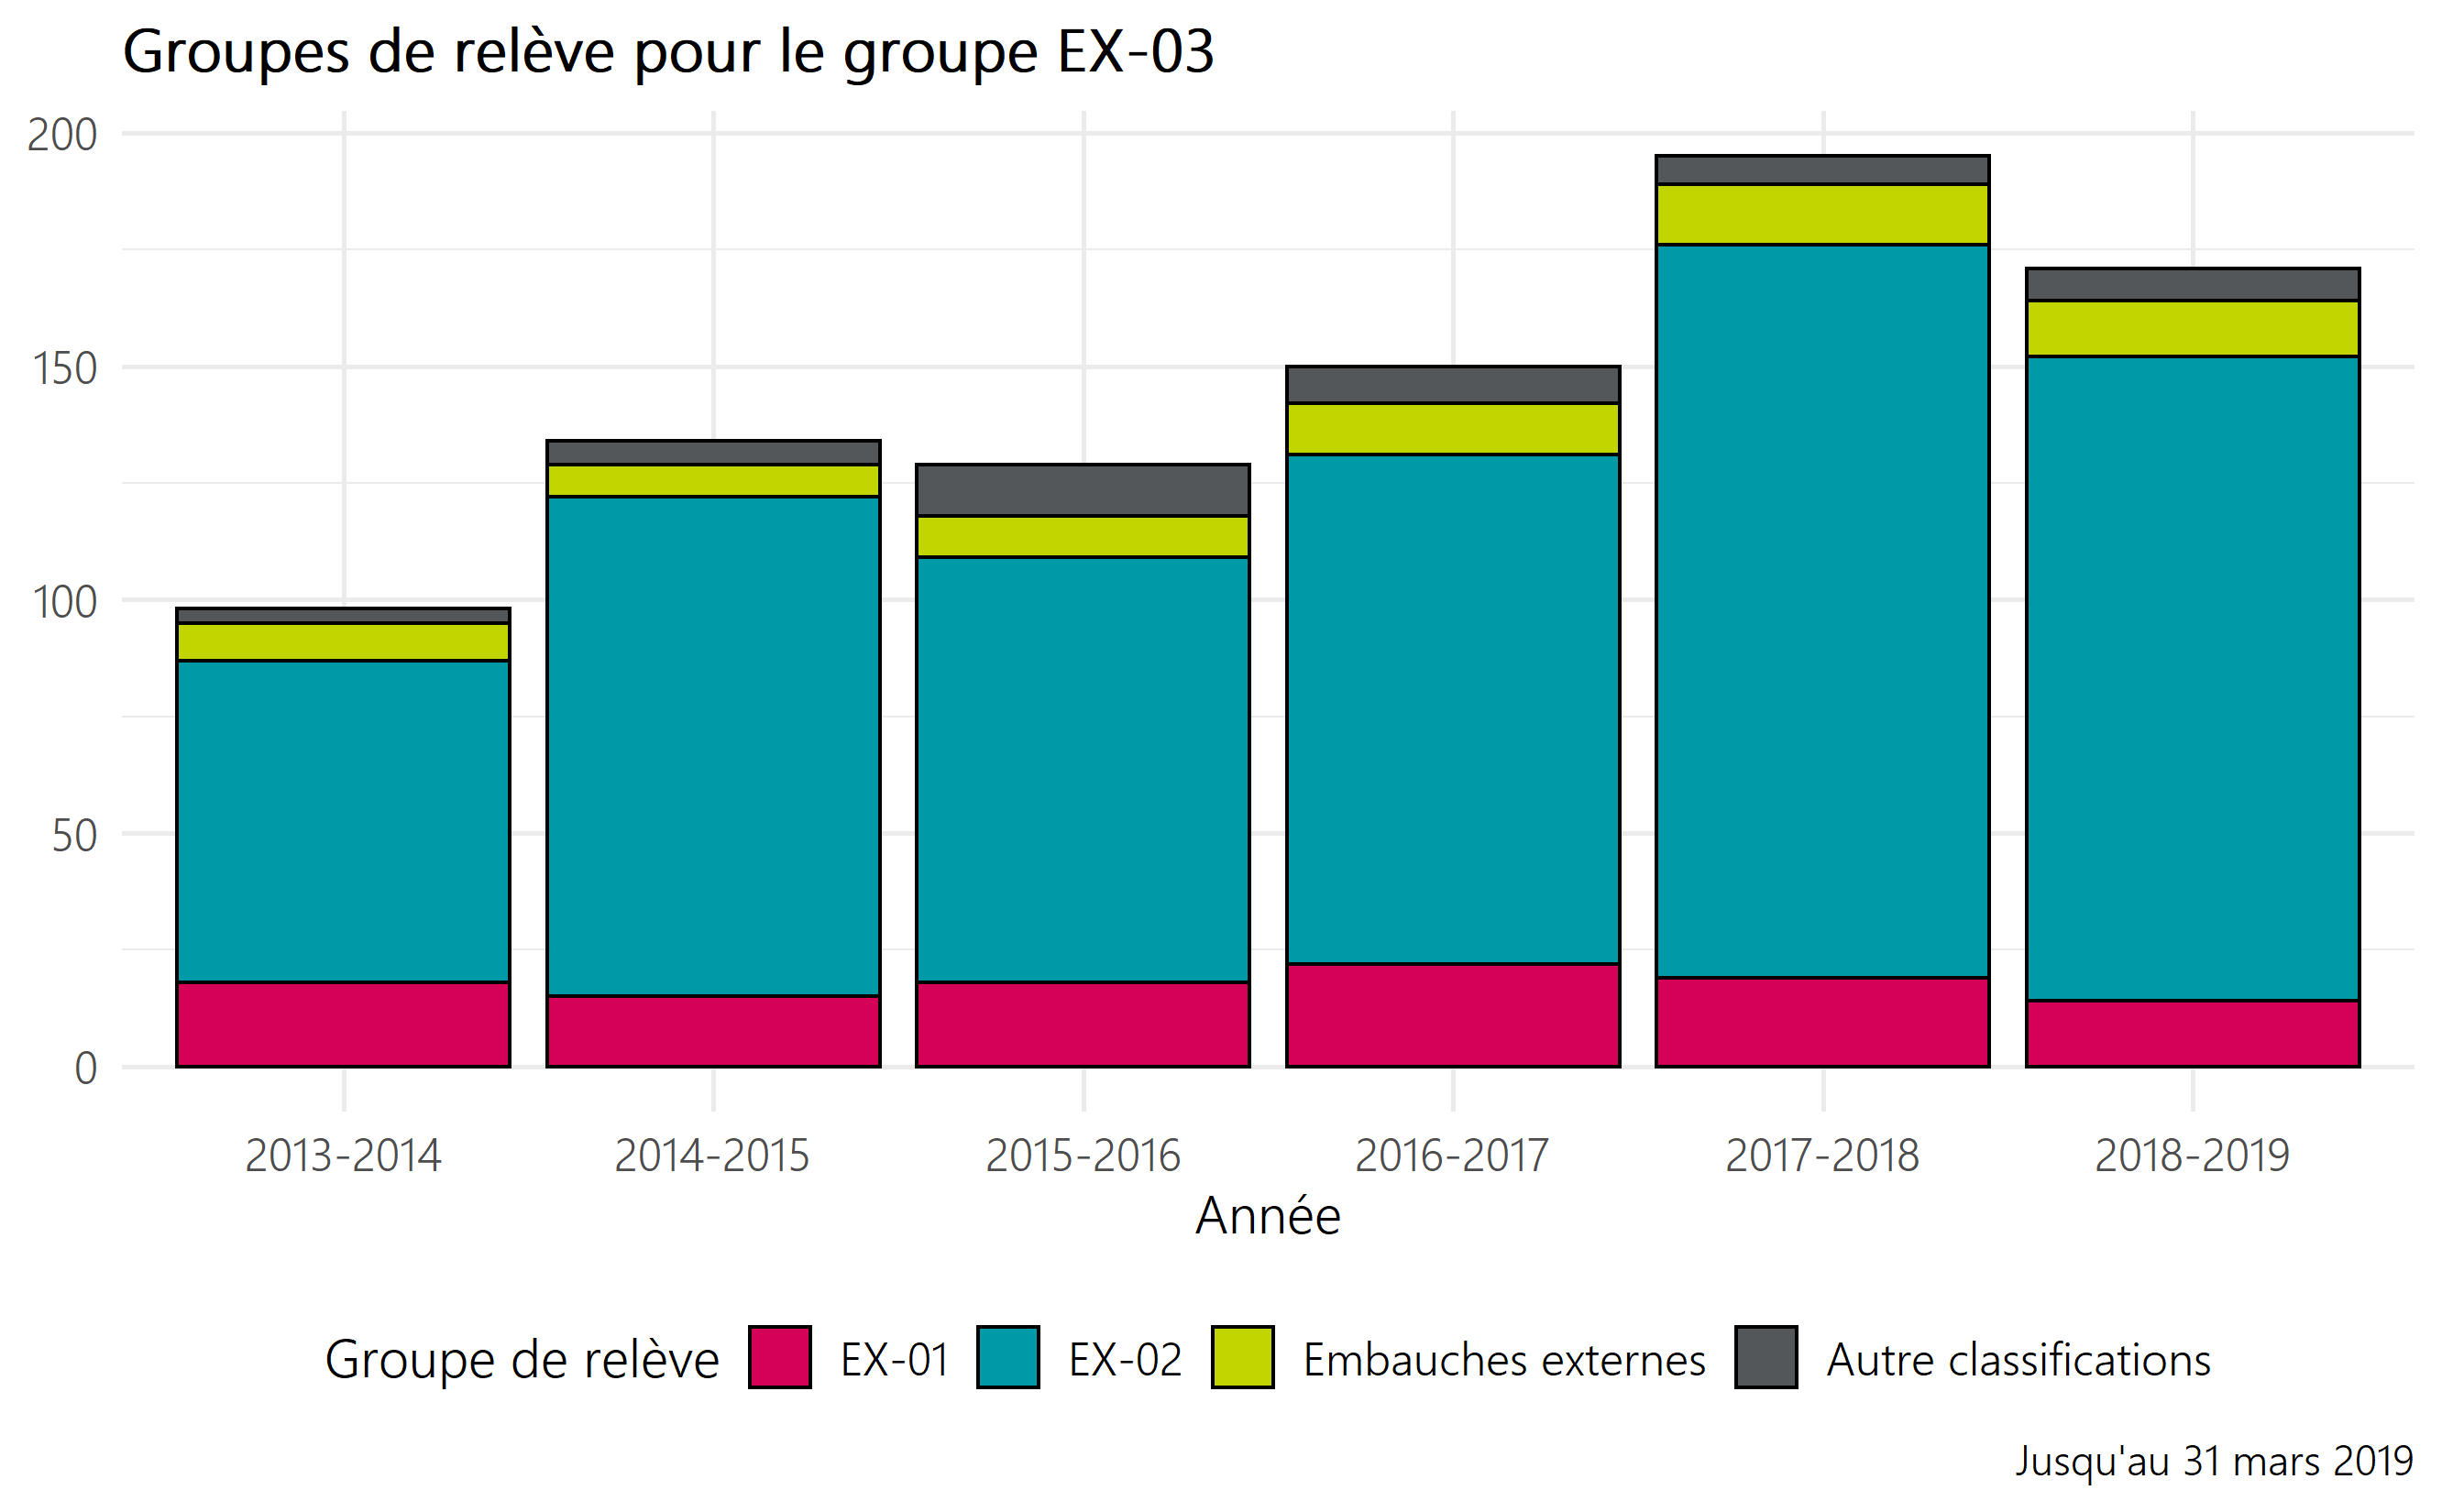 Groupes de relève pour le groupe EX-03
200
150
100
50
0
2013-2014 2014-2015 2015-2016 2016-2017 2017-2018 2018-2019
Année
Groupe de relève EX-01 EX-02 Embauches externes Autre classifications
Jusqu'au 31 mars 2019